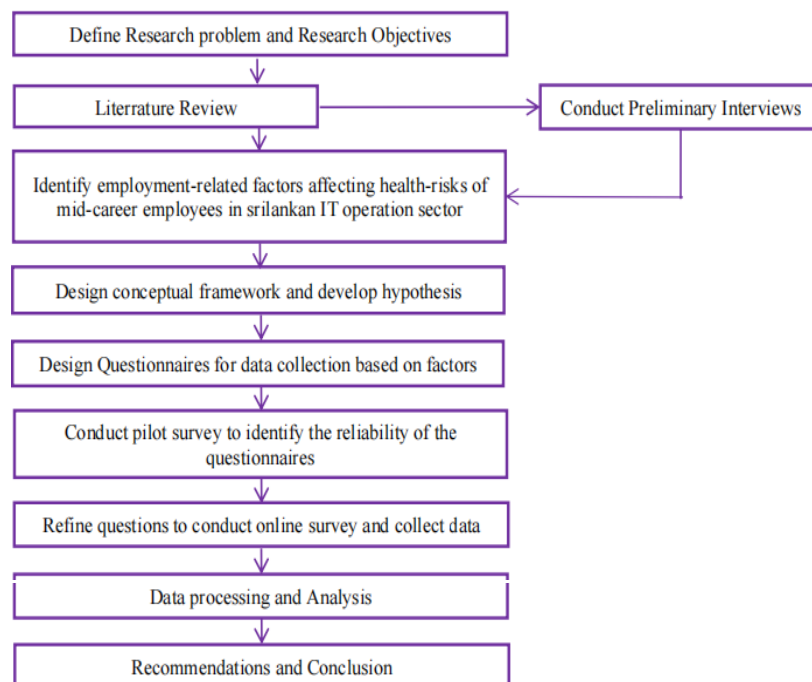 Define Research problem and Research Objectives
Literrature Review
Conduct Preliminary Interviews
Identify employment-related factors affecting health-risks of
mid-career employees in srilankan IT operation sector
Design conceptual framework and develop hypothesis
Design Questionnaires for data collection based on factors
Conduct pilot survey to identify the reliability of the
questionnaires
Refine questions to conduct online survey and collect data
Data processing and Analysis
Recommendations and Conclusion